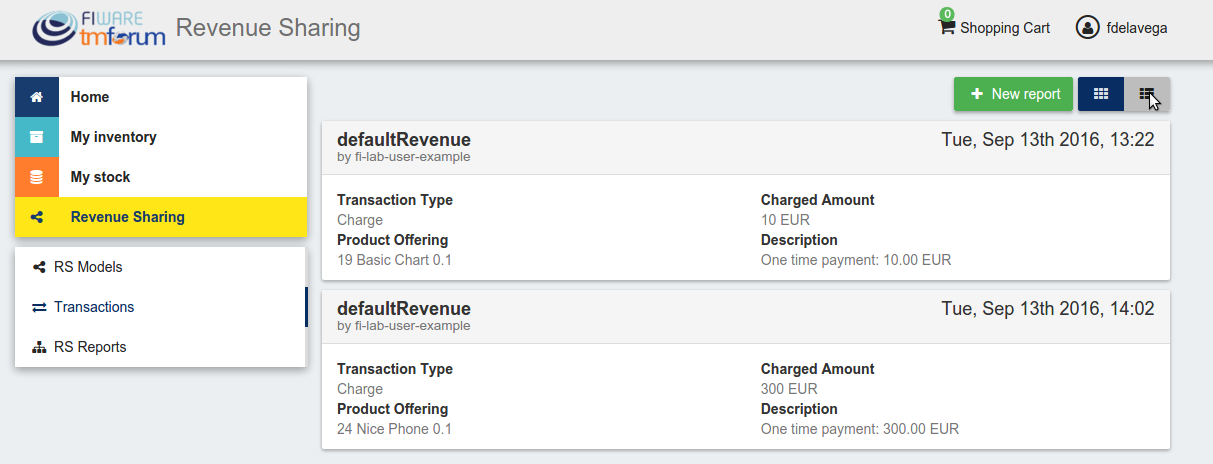 FIWARE
tmforum
Revenue Sharing
0
Shopping Cart
fdelavega
Home
My inventory
My stock
Revenue Sharing
RS Models
Transactions
RS Reports
New report
defaultRevenue
Tue, Sep 13th 2016, 13:22
by fi-lab-user-example
Transaction Type
Charged Amount
Charge
10 EUR
Product Offering
Description
19 Basic Chart 0.1
One time payment: 10.00 EUR
defaultRevenue
Tue, Sep 13th 2016, 14:02
by fi-lab-user-example
Transaction Type
Charged Amount
Charge
300 EUR
Product Offering
Description
24 Nice Phone 0.1
One time payment: 300.00 EUR